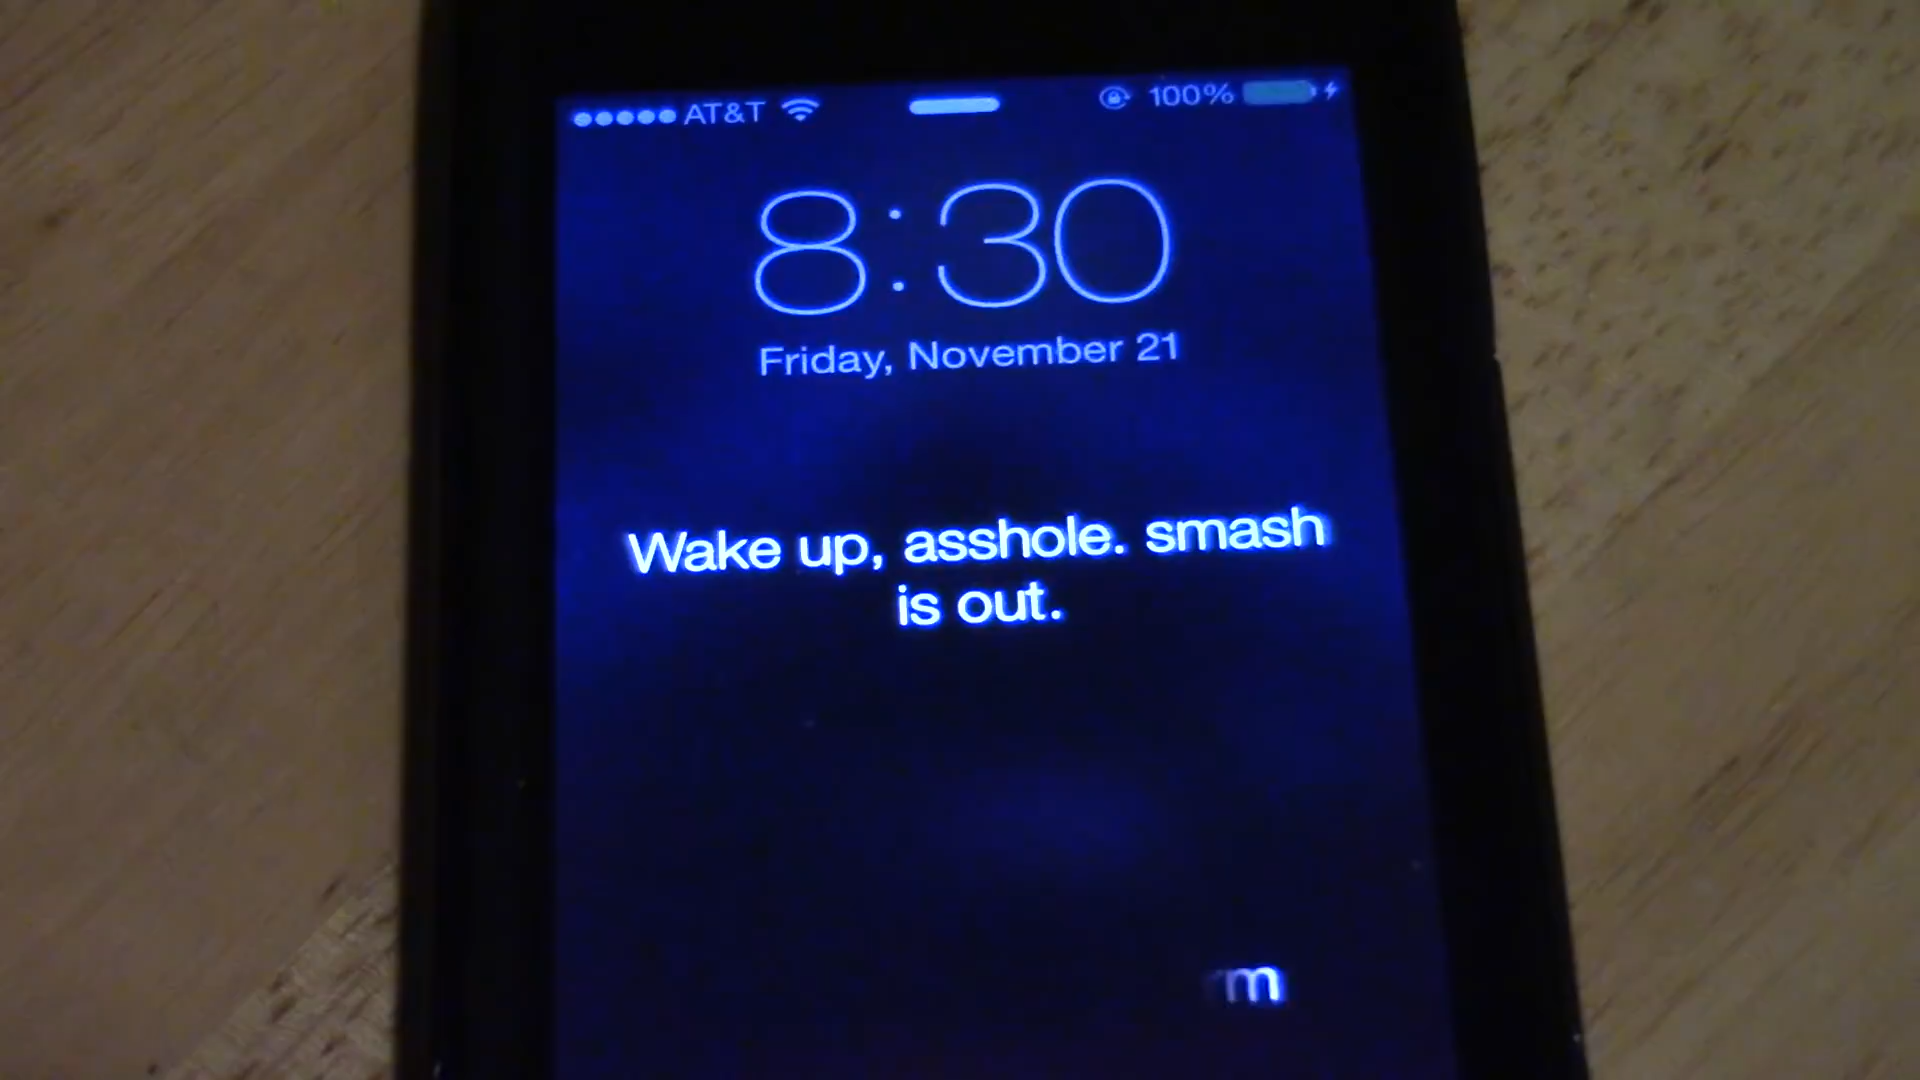 AT&T 100%
8:30
Friday, November 21
Wake up, asshole. smash
is out.
m